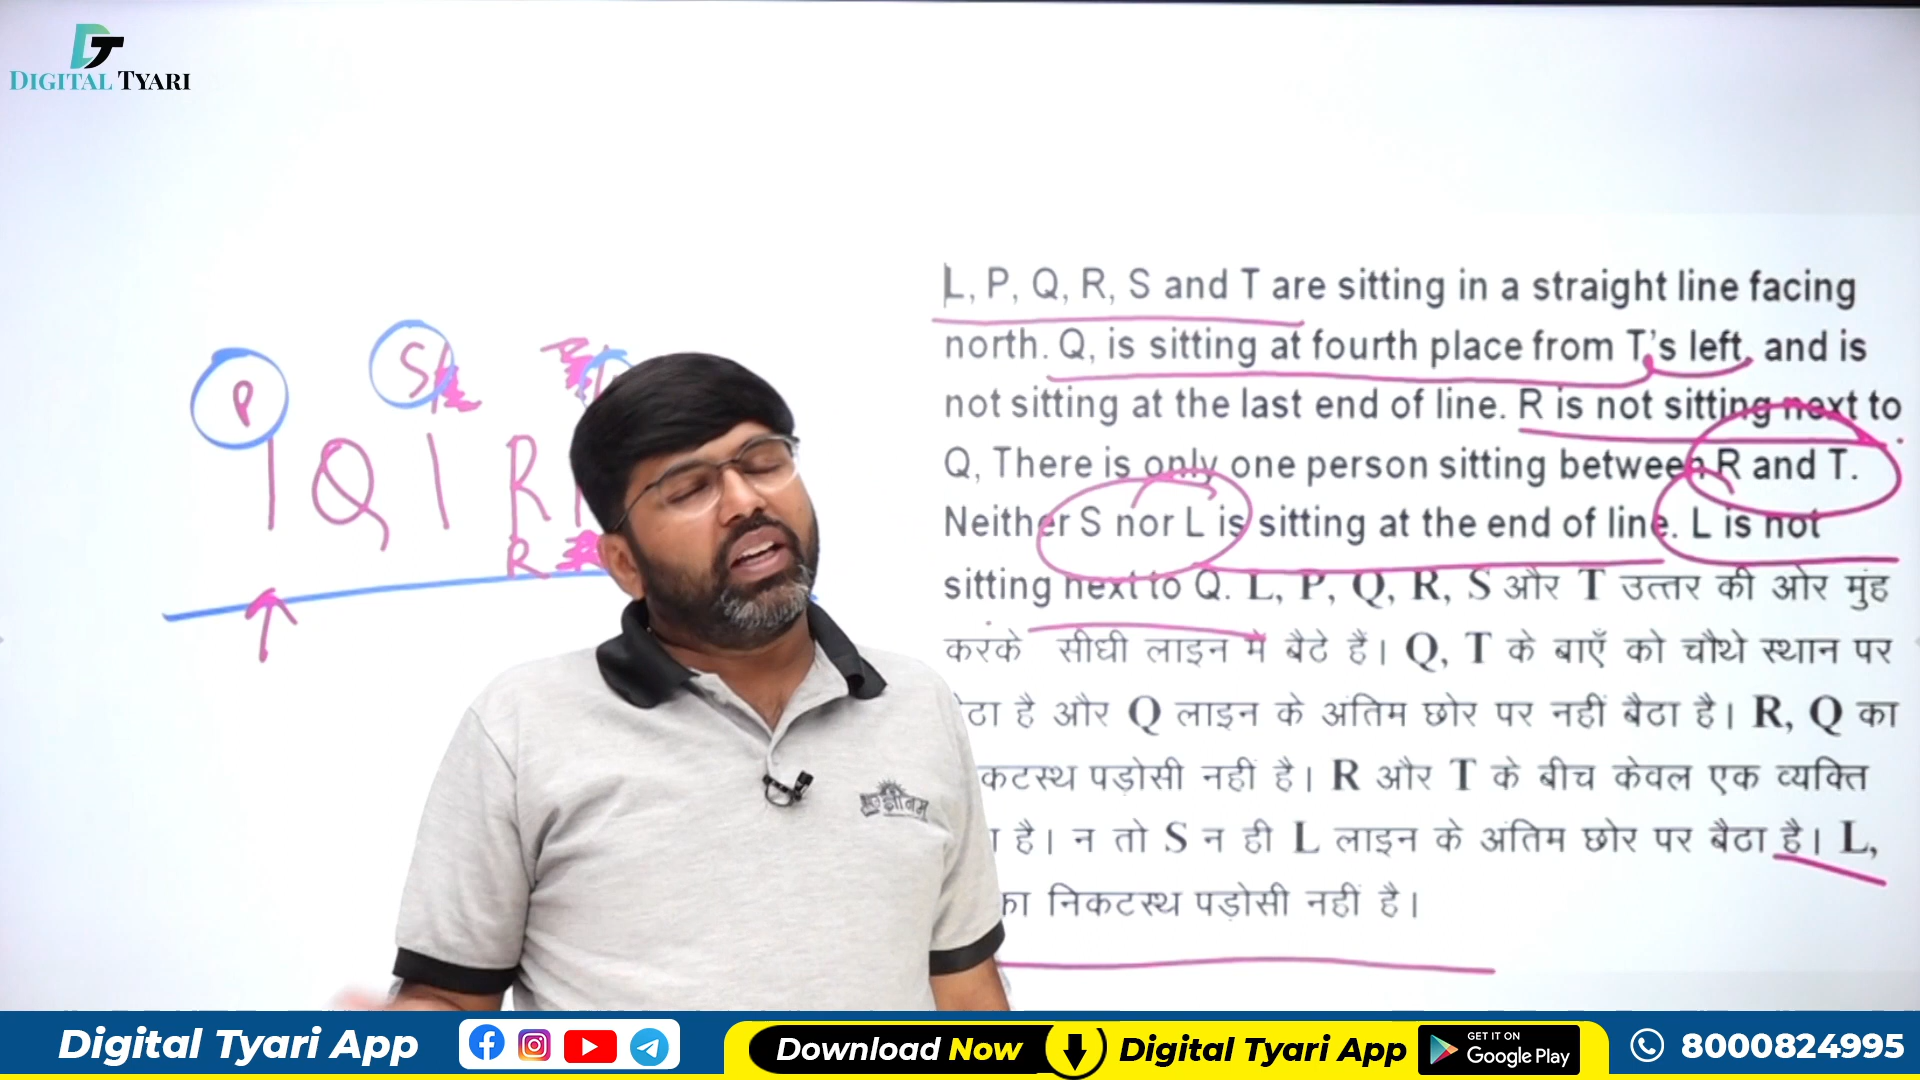 DT
DIGITAL TYARI
P
S
Q
R
R
L, P, Q, R, S and T are sitting in a straight line facing
north. Q, is sitting at fourth place from T's left, and is
not sitting at the last end of line. R is not sitting next to
Q, There is only one person sitting between R and T.
Neither S nor L is sitting at the end of line. L is not
sitting next to Q. L, P, Q, R, S और T उत्तर की ओर मुंह
करके सीधी लाइन में बैटे हैं। Q, T के बाएँ को चौथे स्थान पर
है और Q लाइन के अंतिम छोर पर नहीं बैठा है। R, Q का
पड़ोसी नहीं है। R और T के बीच केवल एक व्यक्ति
है। न तो S न ही L लाइन के अंतिम छोर पर बैटा है। L,
का निकटस्थ पड़ोसी नहीं है।
Digital Tyari App
Download Now
Digital Tyari App
GET IT ON
Google Play
8000824995